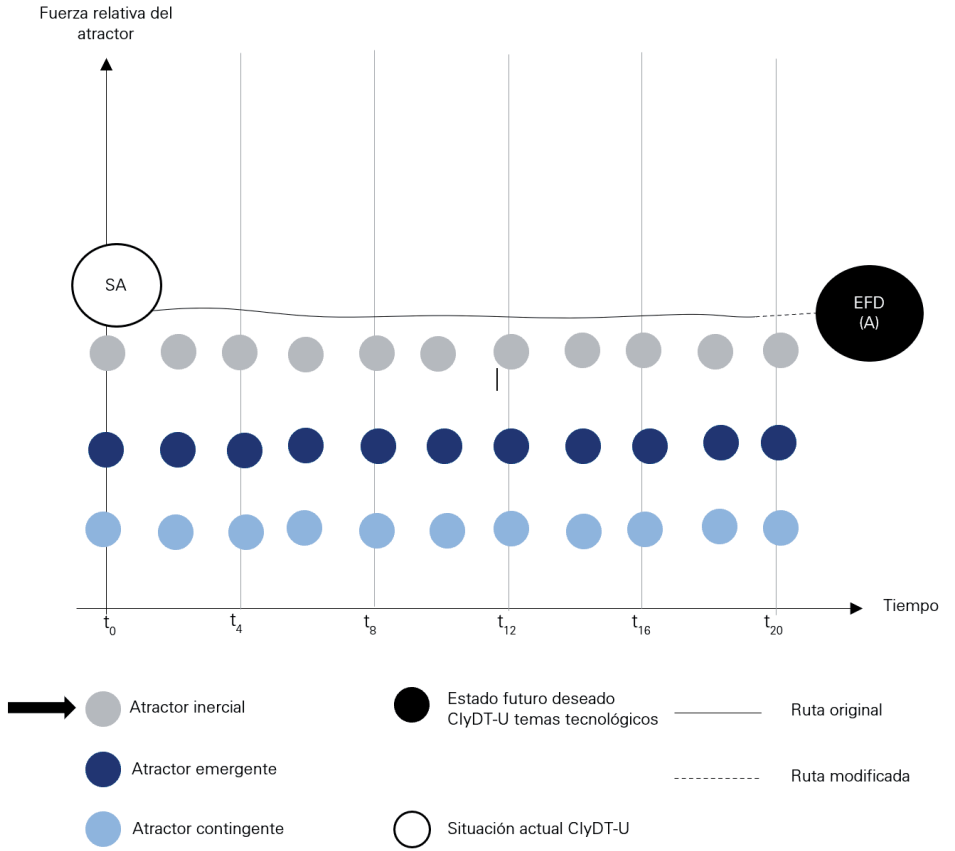 Fuerza relativa del
atractor
SA
EFD
(A)
Tiempo
t0
t4
t8
t12
t16
t20
Atractor inercial
Atractor emergente
Atractor contingente
Estado futuro deseado
CIyDT-U temas tecnológicos
Situación actual CIyDT-U
Ruta original
Ruta modificada